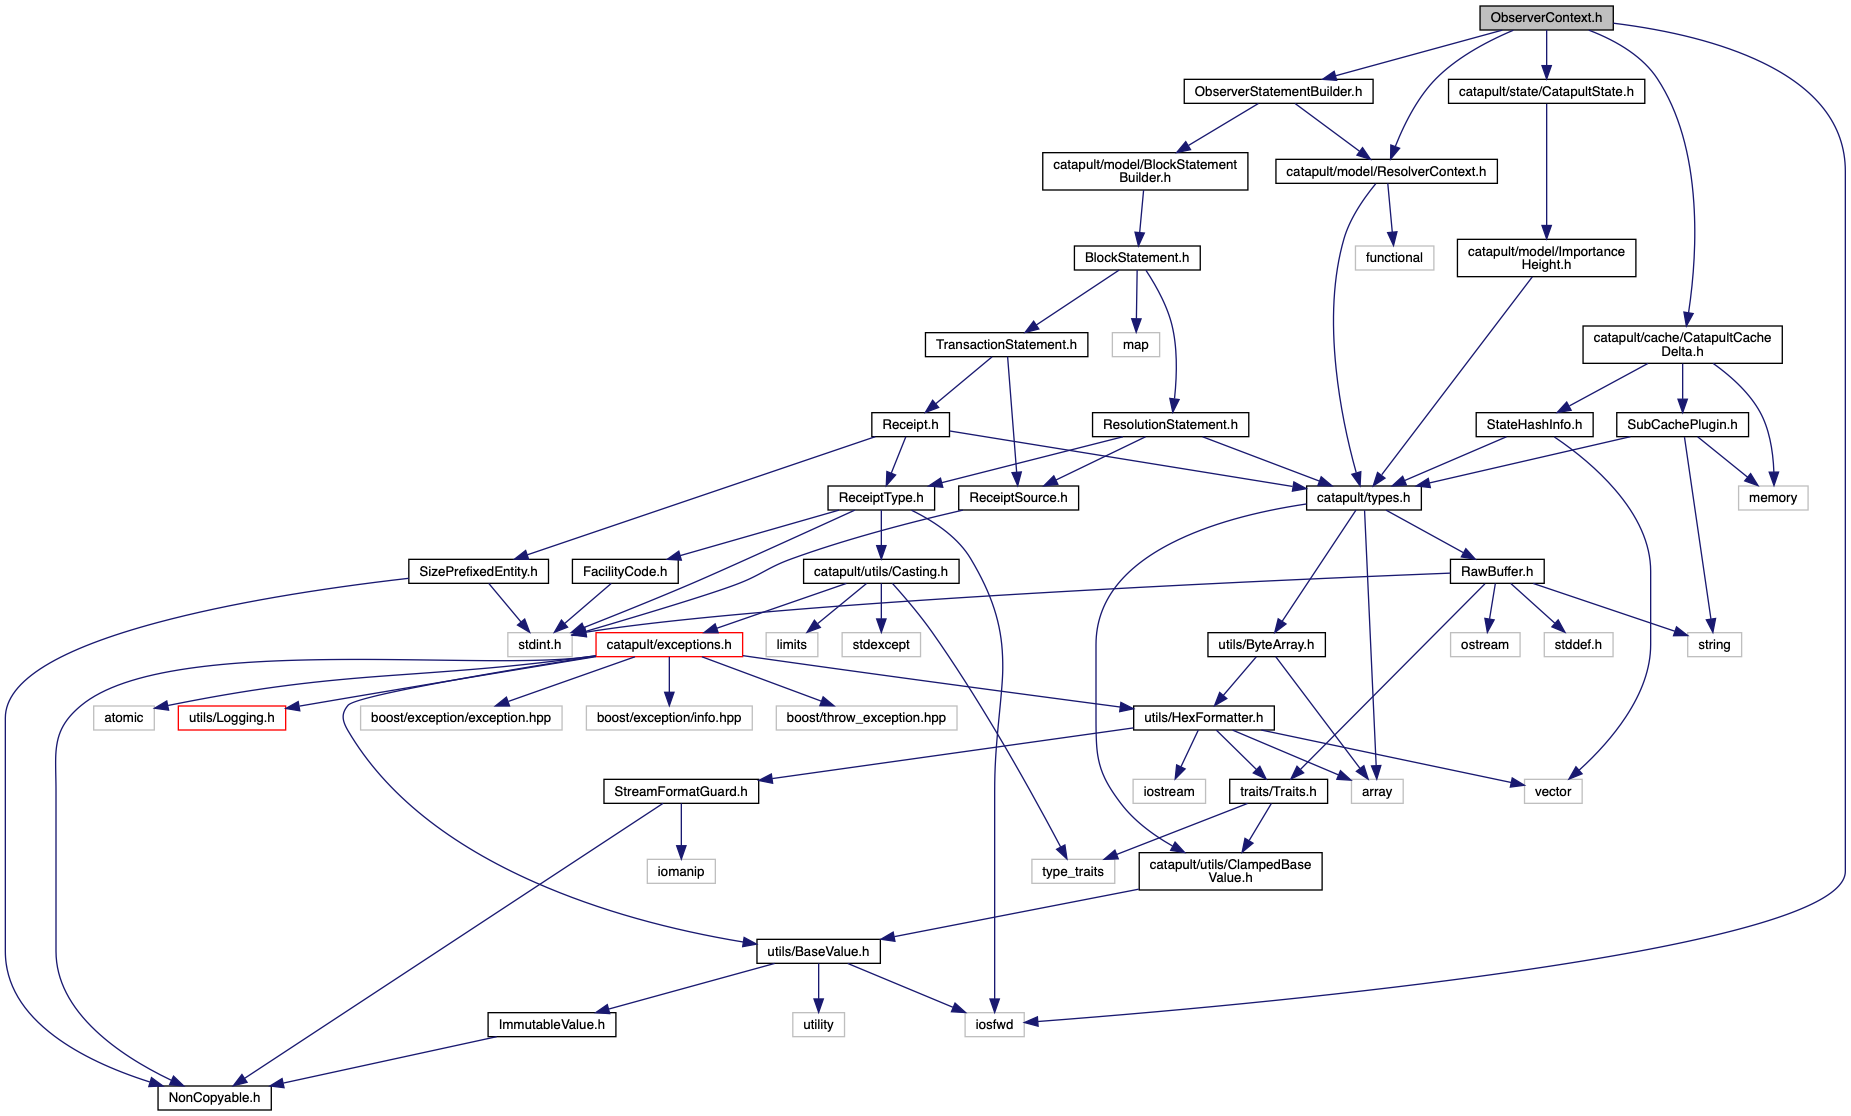 ObserverContext.h
ObserverStatementBuilder.h
catapult/state/CatapultState.h
catapult/model/BlockStatement
Builder.h
catapult/model/ResolverContext.h
BlockStatement.h
functional
catapult/model/Importance
Height.h
TransactionStatement.h
map
catapult/cache/CatapultCache
Delta.h
Receipt.h
ResolutionStatement.h
StateHashInfo.h
SubCachePlugin.h
ReceiptType.h
ReceiptSource.h
catapult/types.h
memory
SizePrefixedEntity.h
FacilityCode.h
catapult/utils/Casting.h
RawBuffer.h
stdint.h
catapult/exceptions.h
limits
stdexcept
utils/ByteArray.h
ostream
stddef.h
string
atomic
utils/Logging.h
boost/exception/exception.hpp
boost/exception/info.hpp
boost/throw_exception.hpp
utils/HexFormatter.h
StreamFormatGuard.h
iostream
traits/Traits.h
array
vector
iomanip
type_traits
catapult/utils/ClampedBase
Value.h
utils/BaseValue.h
ImmutableValue.h
utility
iosfwd
NonCopyable.h